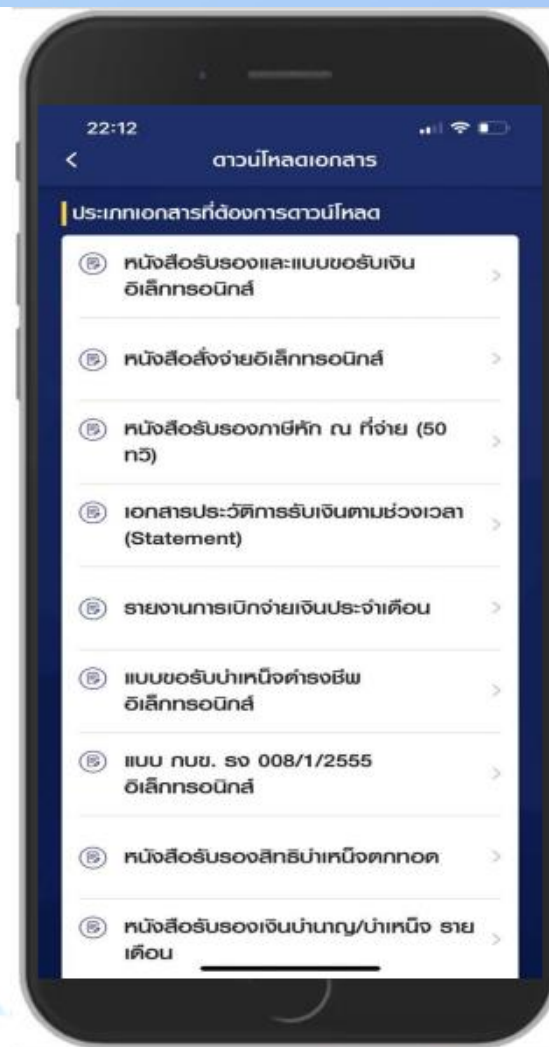 22:12
ดาวน์โหลดเอกสาร
ประเภทเอกสารที่ต้องการดาวน์โหลด
หนังสือรับรองและแบบขอรับเงิน
อิเล็กทรอนิกส์
หนังสือสั่งจ่ายอิเล็กทรอนิกส์
หนังสือรับรองภาษีหัก ณ ที่จ่าย (50
ทวิ)
เอกสารประวัติการรับเงินตามช่วงเวลา
(Statement)
รายงานการเบิกจ่ายเงินประจำเดือน
แบบขอรับบำเหน็จดำรงชีพ
อิเล็กทรอนิกส์
แบบ กบข. รง 008/1/2555
อิเล็กทรอนิกส์
หนังสือรับรองสิทธิบำเหน็จตกทอด
หนังสือรับรองเงินบำนาญ/บำเหน็จ ราย
เดือน